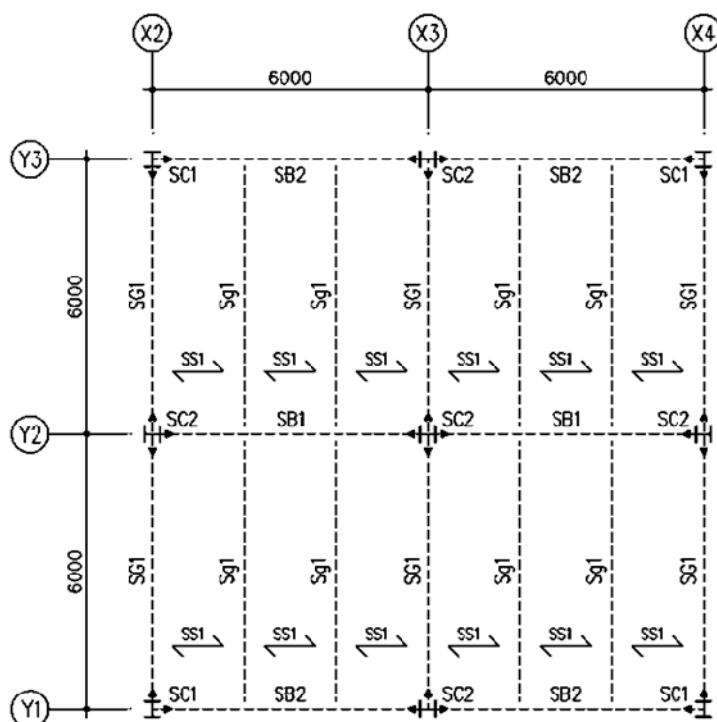 X2 X3 X4
6000 6000
Y3
SC1 SB2 SC2 SB2 SC1
6000
SG1 Sg1 Sg1 SG1 Sg1 Sg1 SG1
SS1 SS1 SS1 SS1 SS1 SS1
Y2
SC2 SB1 SC2 SB1 SC2
6000
SG1 Sg1 Sg1 SG1 Sg1 Sg1 SG1
SS1 SS1 SS1 SS1 SS1 SS1
Y1
SC1 SB2 SC2 SB2 SC1